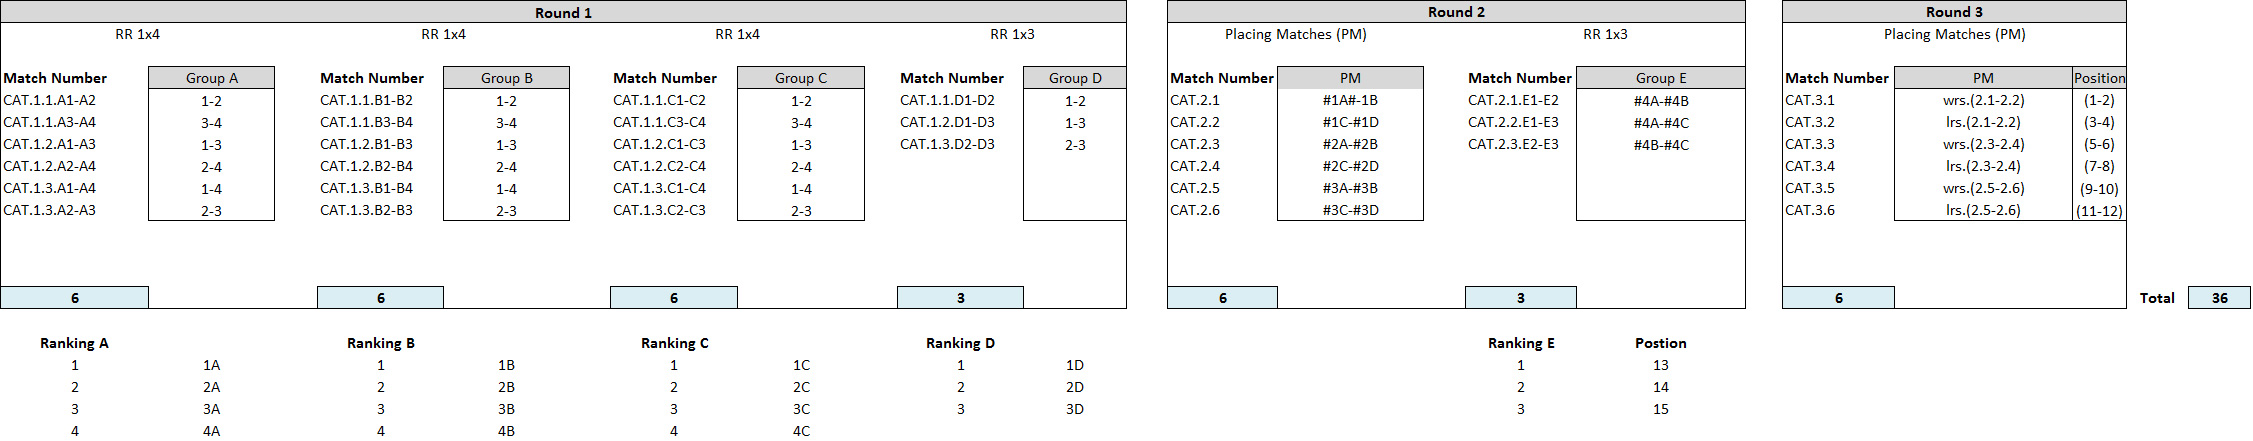 Round 1 Round 2 Round 3
RR 1x4 RR 1x4 RR 1x4 RR 1x3 Placing Matches (PM) RR 1x3 Placing Matches (PM)
Match Number Group A Match Number Group B Match Number Group C Match Number Group D Match Number PM Match Number Group E Match Number PM Position
CAT.1.1.A1-A2 1-2 CAT.1.1.B1-B2 1-2 CAT.1.1.C1-C2 1-2 CAT.1.1.D1-D2 1-2 CAT.2.1 #1A#-1B CAT.2.1.E1-E2 #4A-#4B CAT.3.1 wrs.(2.1-2.2) (1-2)
CAT.1.1.A3-A4 3-4 CAT.1.1.B3-B4 3-4 CAT.1.1.C3-C4 3-4 CAT.1.2.D1-D3 1-3 CAT.2.2 #1C-#1D CAT.2.2.E1-E3 #4A-#4C CAT.3.2 lrs.(2.1-2.2) (3-4)
CAT.1.2.A1-A3 1-3 CAT.1.2.B1-B3 1-3 CAT.1.2.C1-C3 1-3 CAT.1.3.D2-D3 2-3 CAT.2.3 #2A-#2B CAT.2.3.E2-E3 #4B-#4C CAT.3.3 wrs.(2.3-2.4) (5-6)
CAT.1.2.A2-A4 2-4 CAT.1.2.B2-B4 2-4 CAT.1.2.C2-C4 2-4 CAT.2.4 #2C-#2D CAT.3.4 lrs.(2.3-2.4) (7-8)
CAT.1.3.A1-A4 1-4 CAT.1.3.B1-B4 1-4 CAT.1.3.C1-C4 1-4 CAT.2.5 #3A-#3B CAT.3.5 wrs.(2.5-2.6) (9-10)
CAT.1.3.A2-A3 2-3 CAT.1.3.B2-B3 2-3 CAT.1.3.C2-C3 2-3 CAT.2.6 #3C-#3D CAT.3.6 lrs.(2.5-2.6) (11-12)
6 6 6 3 6 3 6 Total 36
Ranking A Ranking B Ranking C Ranking D Ranking E Postion
1 1A 1 1B 1 1C 1 1D 1 13
2 2A 2 2B 2 2C 2 2D 2 14
3 3A 3 3B 3 3C 3 3D 3 15
4 4A 4 4B 4 4C